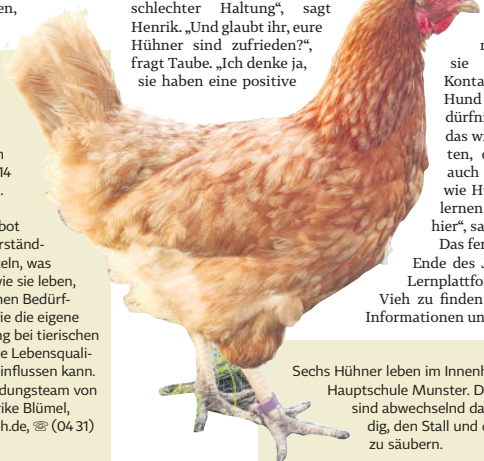 en,
schlechter Haltung“, sagt
Henrik. „Und glaubt ihr, eure
Hühner sind zufrieden?“,
fragt Taube. „Ich denke ja,
sie haben eine positive
14
bot
rständ-
eln, was
wie sie leben,
nen Bedürf-
ie die eigene
ng bei tierischen
e Lebensquali-
influssen kann.
dungsteam von
rike Blümel,
h.de, ☏ (04 31)
sie
Konta
Hund
dürfni
das wi
ten, d
auch
wie H
lernen
hier“, sa
Das fer
Ende des J
Lernplattfo
Vieh zu finden
Informationen un
Sechs Hühner leben im Innenh
Hauptschule Munster. D
sind abwechselnd da
dig, den Stall und d
zu säubern.